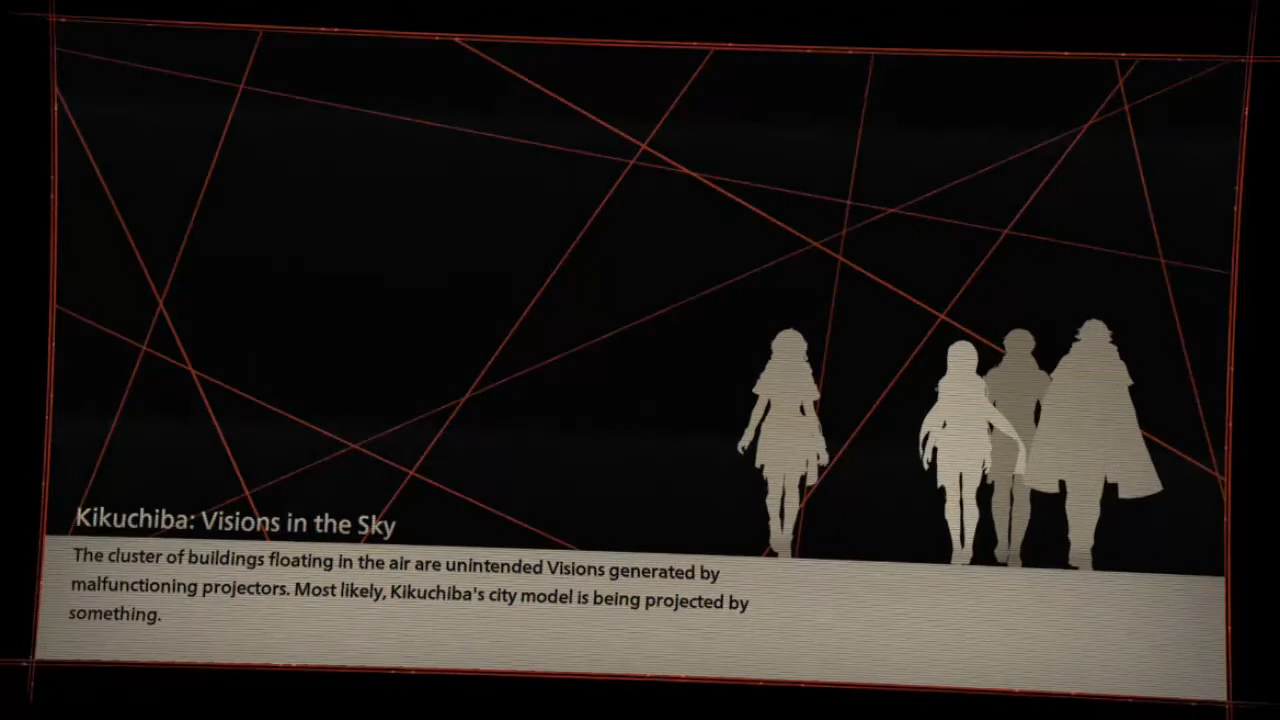 Kikuchiba: Visions in the Sky
The cluster of buildings floating in the air are unintended Visions generated by
malfunctioning projectors. Most likely, Kikuchiba's city model is being projected by
something.